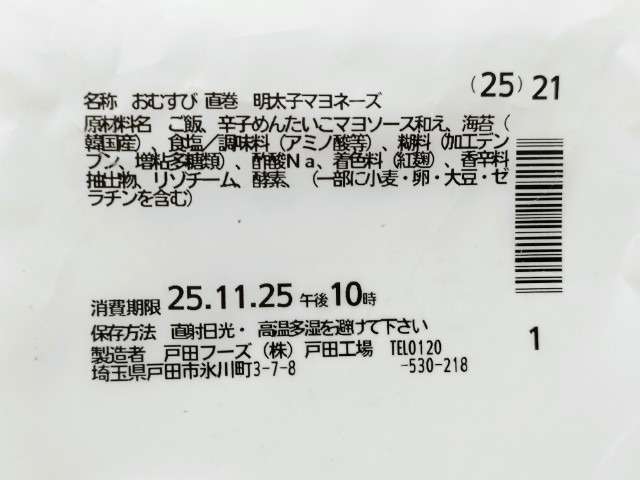 (25) 21
名称 おむすび 直巻 明太子マヨネーズ
原材料名 ご飯、辛子めんたいこマヨソース和え、海苔(
韓国産)、食塩/調味料(アミノ酸等)、糊料(加工デン
プン、増粘多糖類)、酢酸Na、着色料(紅麹)、香辛料
抽出物、リゾチーム、酵素、(一部に小麦・卵・大豆・ゼ
ラチンを含む)
消費期限 25.11.25 午後10時
保存方法 直射日光・高温多湿を避けて下さい
製造者 戸田フーズ(株)戸田工場 TEL0120
埼玉県戸田市氷川町3-7-8 -530-218
1